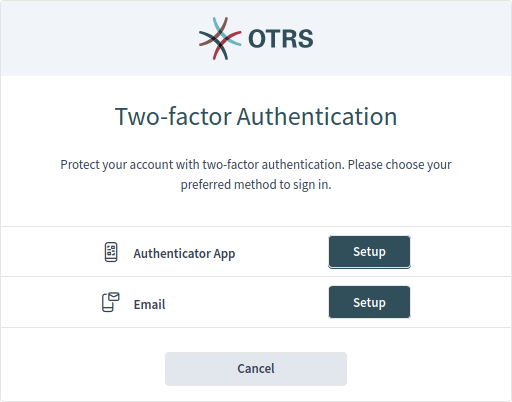 OTRS
Two-factor Authentication
Protect your account with two-factor authentication. Please choose your
preferred method to sign in.
Authenticator App
Setup
Email
Setup
Cancel